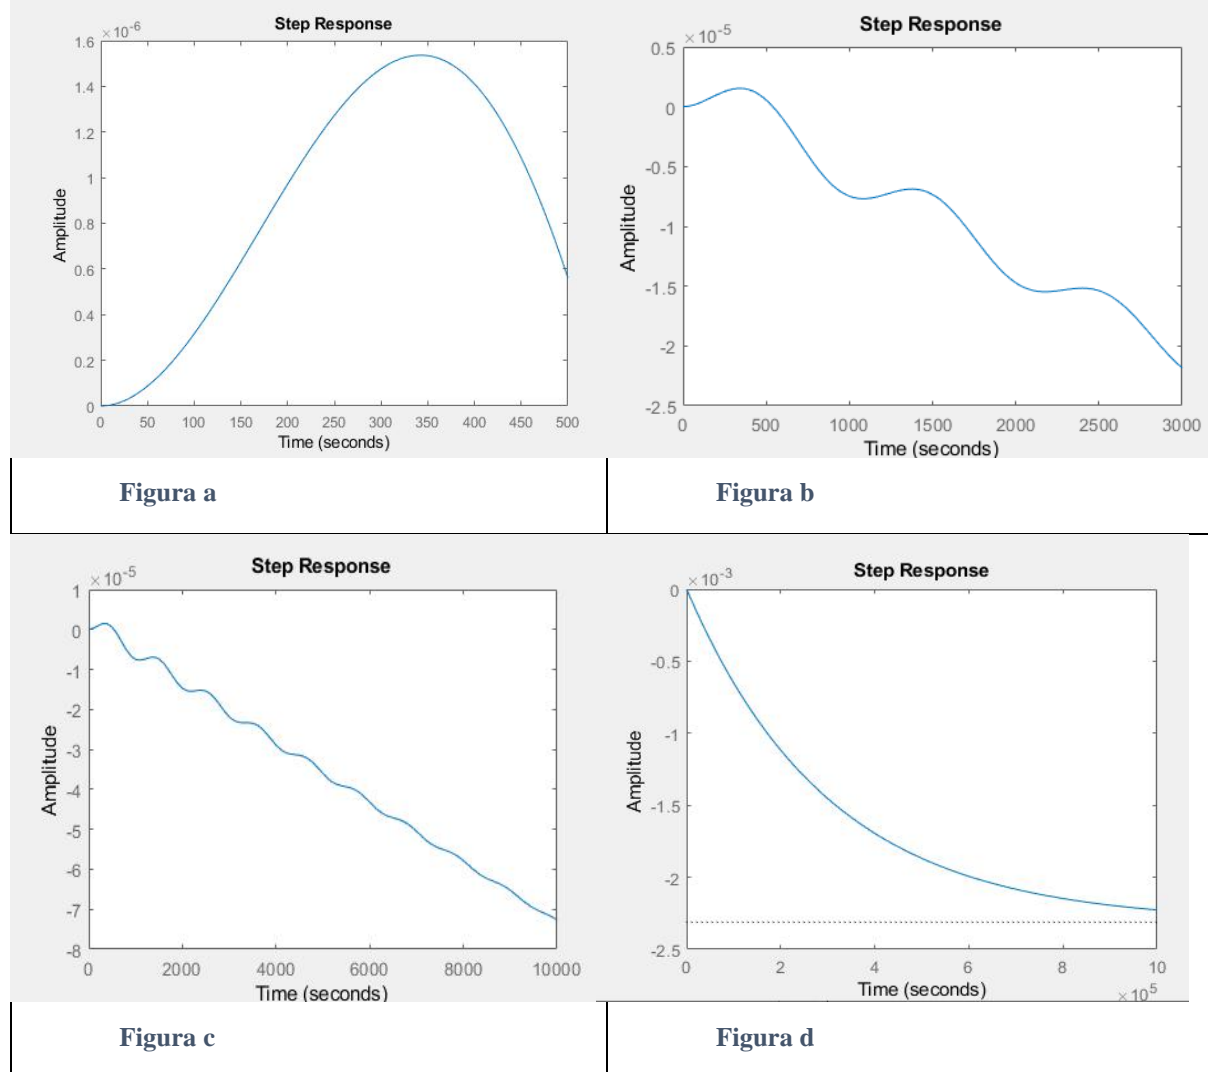 Step Response
×10^-6
1.6
1.4
1.2
1
0.8
0.6
0.4
0.2
0
Amplitude
0 50 100 150 200 250 300 350 400 450 500
Time (seconds)
Step Response
×10^-5
0.5
0
-0.5
-1
-1.5
-2
-2.5
Amplitude
0 500 1000 1500 2000 2500 3000
Time (seconds)
Figura a
Figura b
Step Response
×10^-5
1
0
-1
-2
-3
-4
-5
-6
-7
-8
Amplitude
0 2000 4000 6000 8000 10000
Time (seconds)
Step Response
×10^-3
0
-0.5
-1
-1.5
-2
-2.5
Amplitude
0 2 4 6 8 10
Time (seconds)
×10^5
Figura c
Figura d